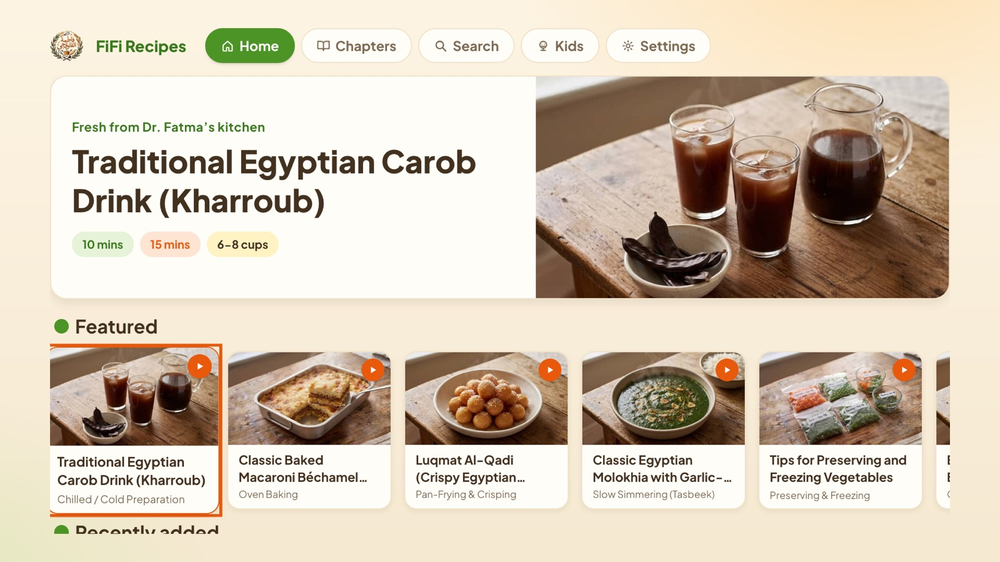 فاطمة
FiFi Recipes
Home
Chapters
Search
Kids
Settings
Fresh from Dr. Fatma’s kitchen
Traditional Egyptian Carob
Drink (Kharroub)
10 mins
15 mins
6–8 cups
Featured
Traditional Egyptian
Carob Drink (Kharroub)
Chilled / Cold Preparation
Classic Baked
Macaroni Béchamel…
Oven Baking
Luqmat Al-Qadi
(Crispy Egyptian…
Pan-Frying & Crisping
Classic Egyptian
Molokhia with Garlic-…
Slow Simmering (Tasbeek)
Tips for Preserving and
Freezing Vegetables
Preserving & Freezing
Recently added